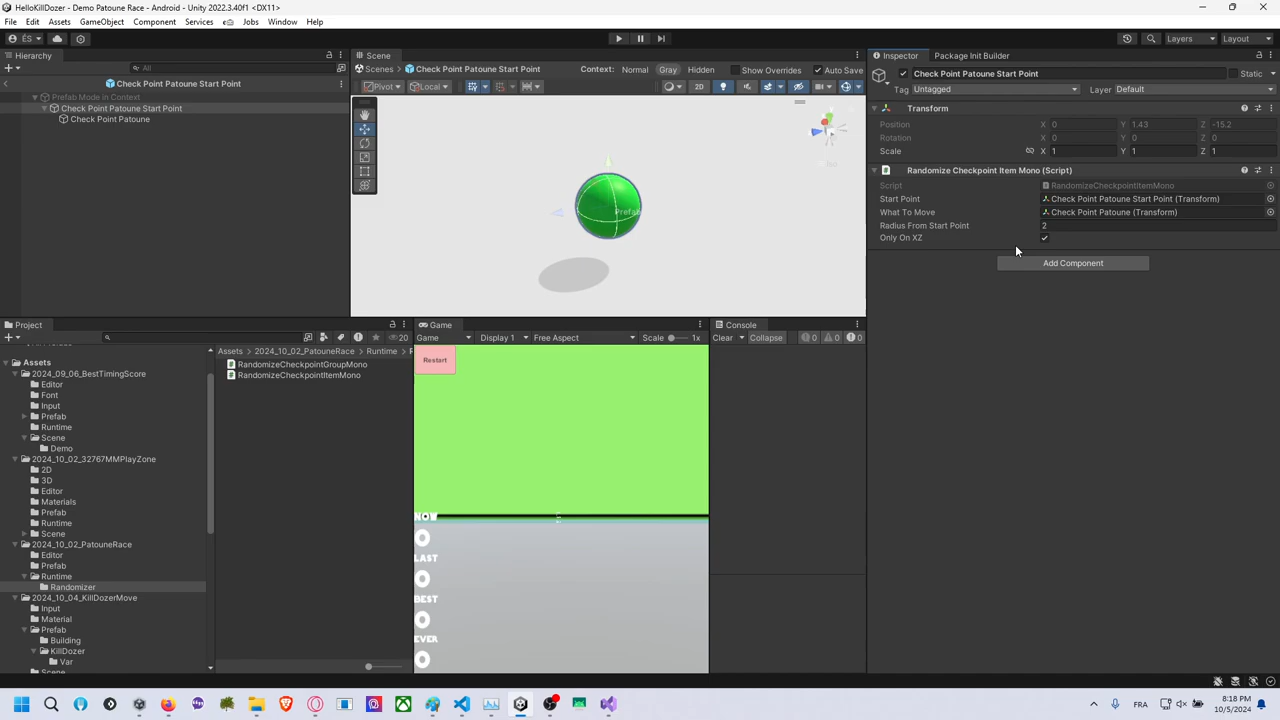 HelloKillDozer - Demo Patoune Race - Android - Unity 2022.3.40f1 <DX11>
File Edit Assets GameObject Component Services Jobs Window Help
ÉS
Layers
Layout
Hierarchy
All
Check Point Patoune Start Point
Prefab Mode in Context
Check Point Patoune Start Point
Check Point Patoune
Scene
Scenes Check Point Patoune Start Point Context: Normal Gray Hidden Show Overrides Auto Save
Pivot Local 2D
Prefab
Inspector Package Init Builder
Check Point Patoune Start Point Static
Tag Untagged Layer Default
Transform
Position X 0 Y 1.43 Z -15.2
Rotation X 0 Y 0 Z 0
Scale X 1 Y 1 Z 1
Randomize Checkpoint Item Mono (Script)
Script RandomizeCheckpointItemMono
Start Point Check Point Patoune Start Point (Transform)
What To Move Check Point Patoune (Transform)
Radius From Start Point 2
Only On XZ
Add Component
Project
20
Assets
2024_09_06_BestTimingScore
Editor
Font
Input
Prefab
Runtime
Scene
Demo
2024_10_02_32767MMPlayZone
2D
3D
Editor
Materials
Prefab
Runtime
Scene
2024_10_02_PatouneRace
Editor
Prefab
Runtime
Randomizer
2024_10_04_KillDozerMove
Input
Material
Prefab
Building
KillDozer
Var
Assets 2024_10_02_PatouneRace Runtime
RandomizeCheckpointGroupMono
RandomizeCheckpointItemMono
Game
Game Display 1 Free Aspect Scale 1x
Restart
NOW
0
LAST
0
BEST
0
EVER
0
Console
Clear Collapse 0 0 0
FRA
8:18 PM
10/5/2024